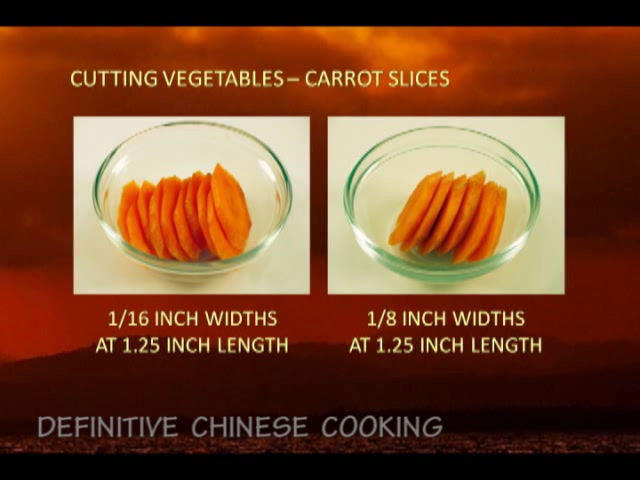 CUTTING VEGETABLES – CARROT SLICES
1/16 INCH WIDTHS
AT 1.25 INCH LENGTH
1/8 INCH WIDTHS
AT 1.25 INCH LENGTH
DEFINITIVE CHINESE COOKING